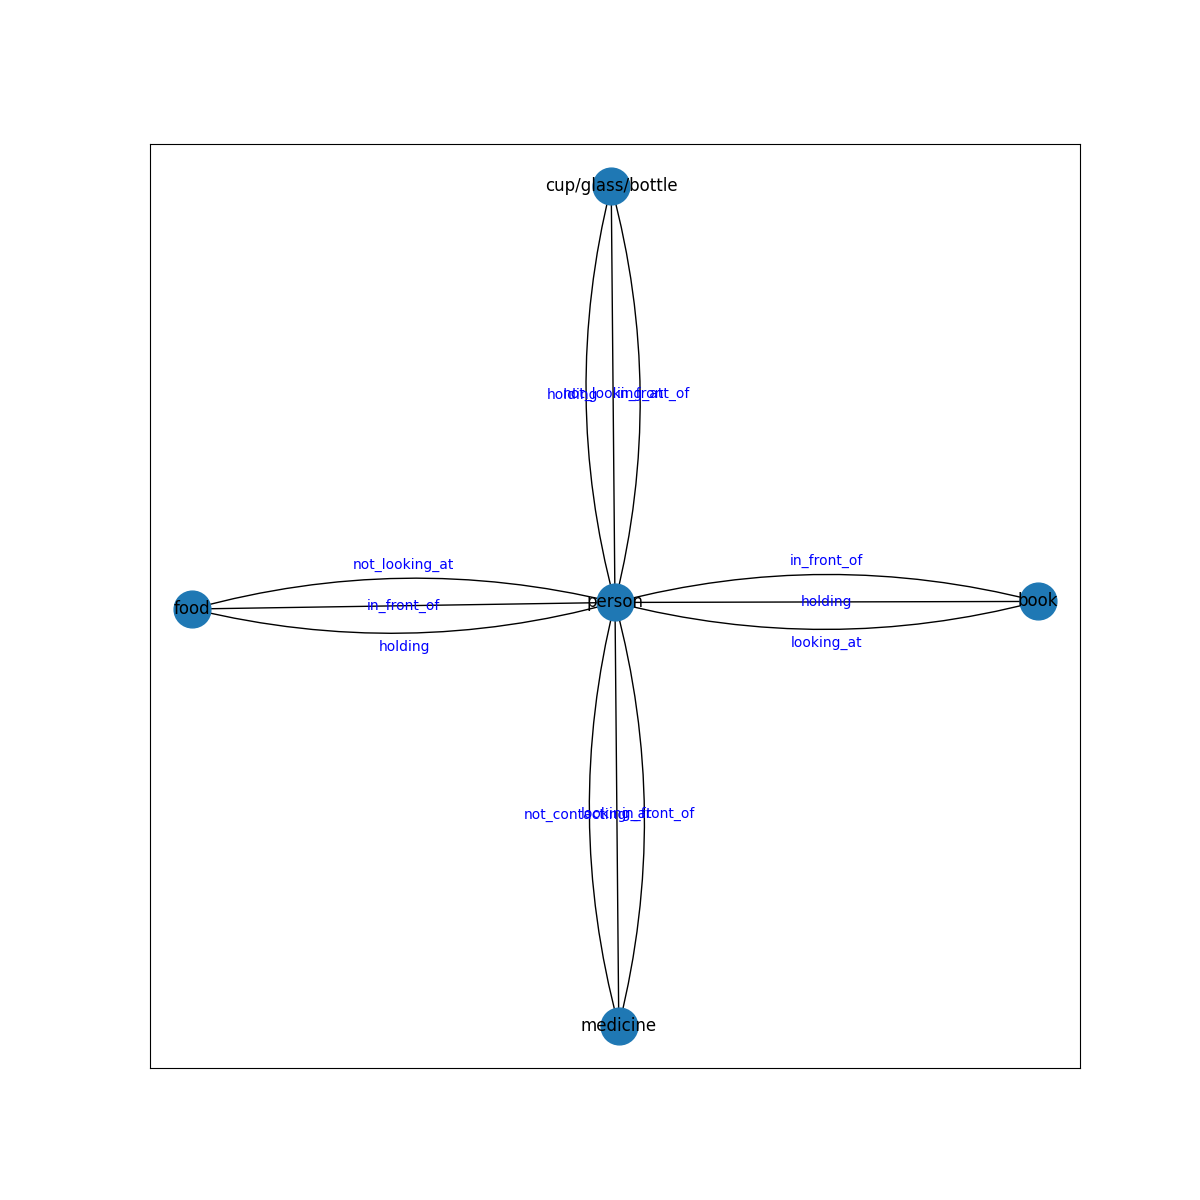 cup/glass/bottle
holding
not_looking_at
in_front_of
not_looking_at
in_front_of
holding
food
person
in_front_of
holding
looking_at
book
not_contacting
looking_at
in_front_of
medicine